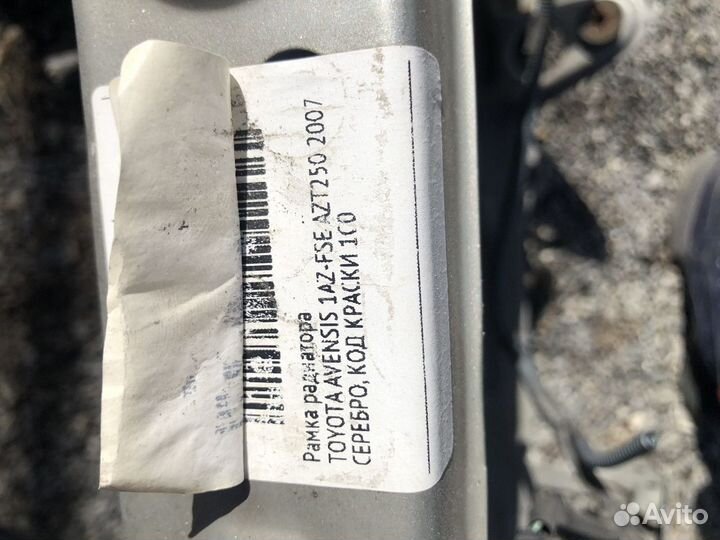 Рамка радиатора
TOYOTA AVENSIS 1AZ-FSE AZT250 2007
СЕРЕБРО, КОД КРАСКИ 1C0
Avito